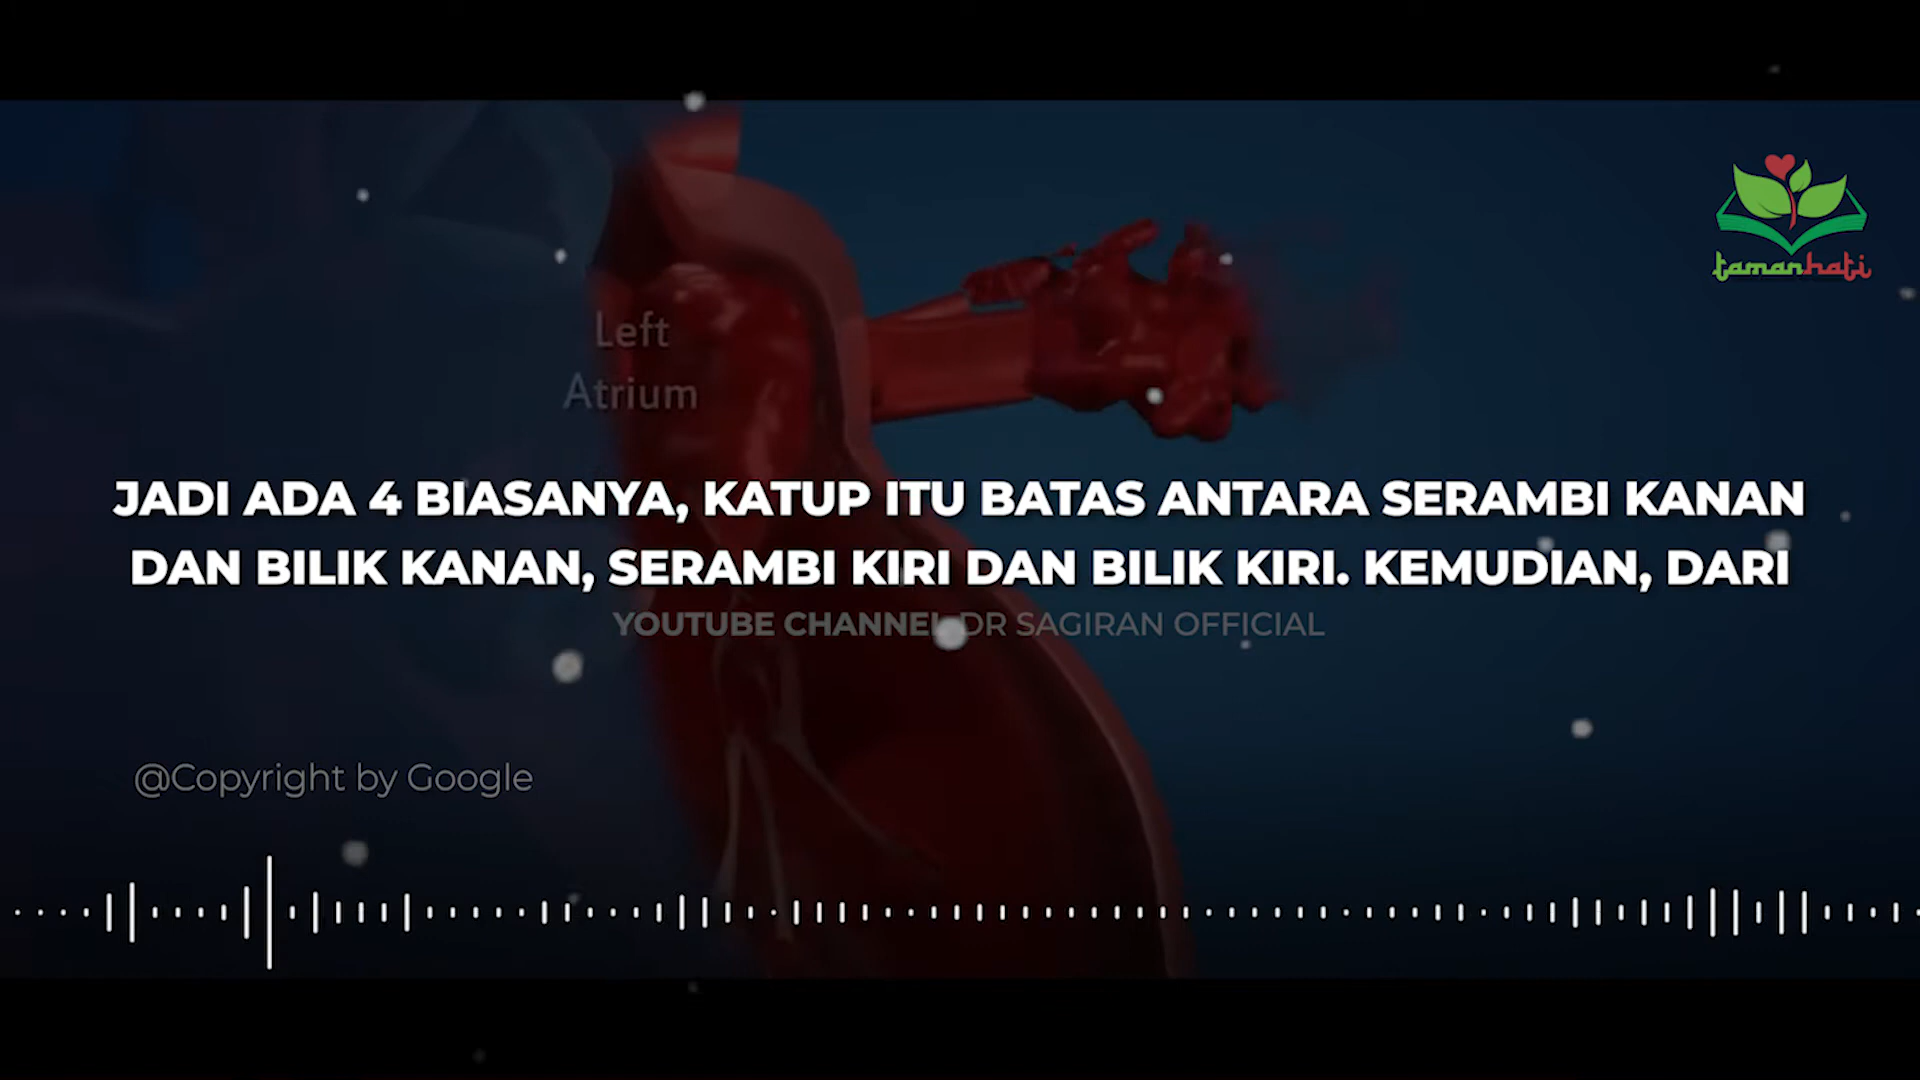 tamanhati
Left
Atrium
JADI ADA 4 BIASANYA, KATUP ITU BATAS ANTARA SERAMBI KANAN
DAN BILIK KANAN, SERAMBI KIRI DAN BILIK KIRI. KEMUDIAN, DARI
YOUTUBE CHANNEL DR SAGIRAN OFFICIAL
@Copyright by Google